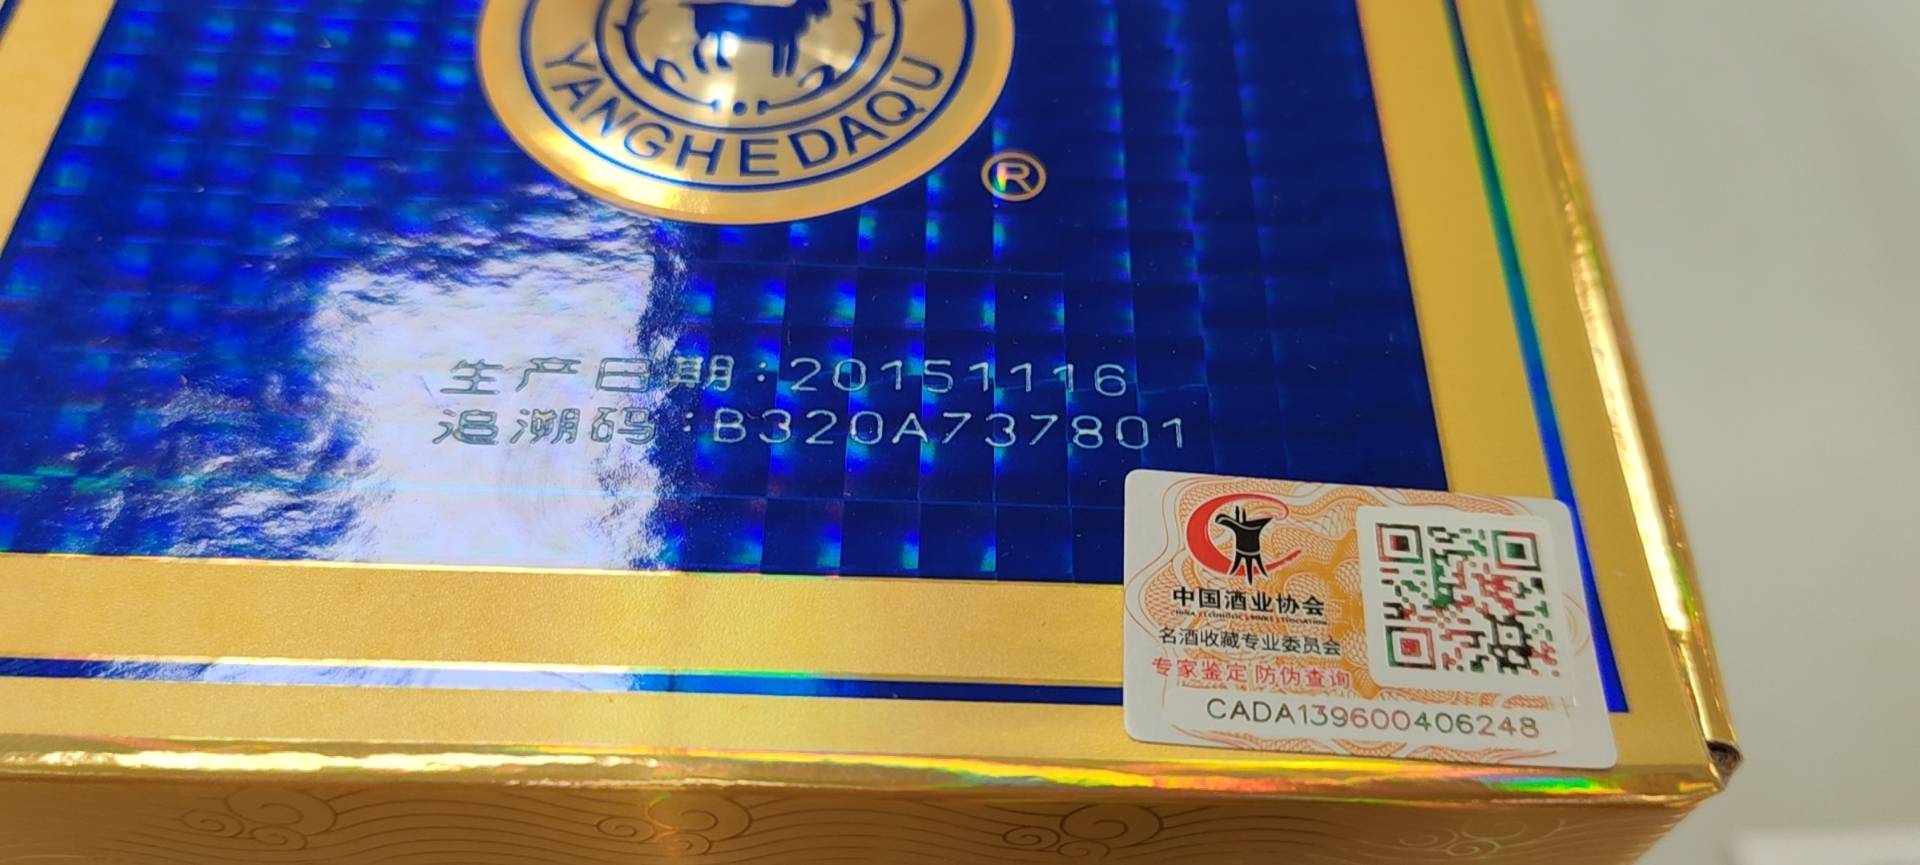 YANGHEDAQU
®
生产日期:20151116
追溯码:B320A737801
中国酒业协会
名酒收藏专业委员会
专家鉴定 防伪查询
CADA139600406248